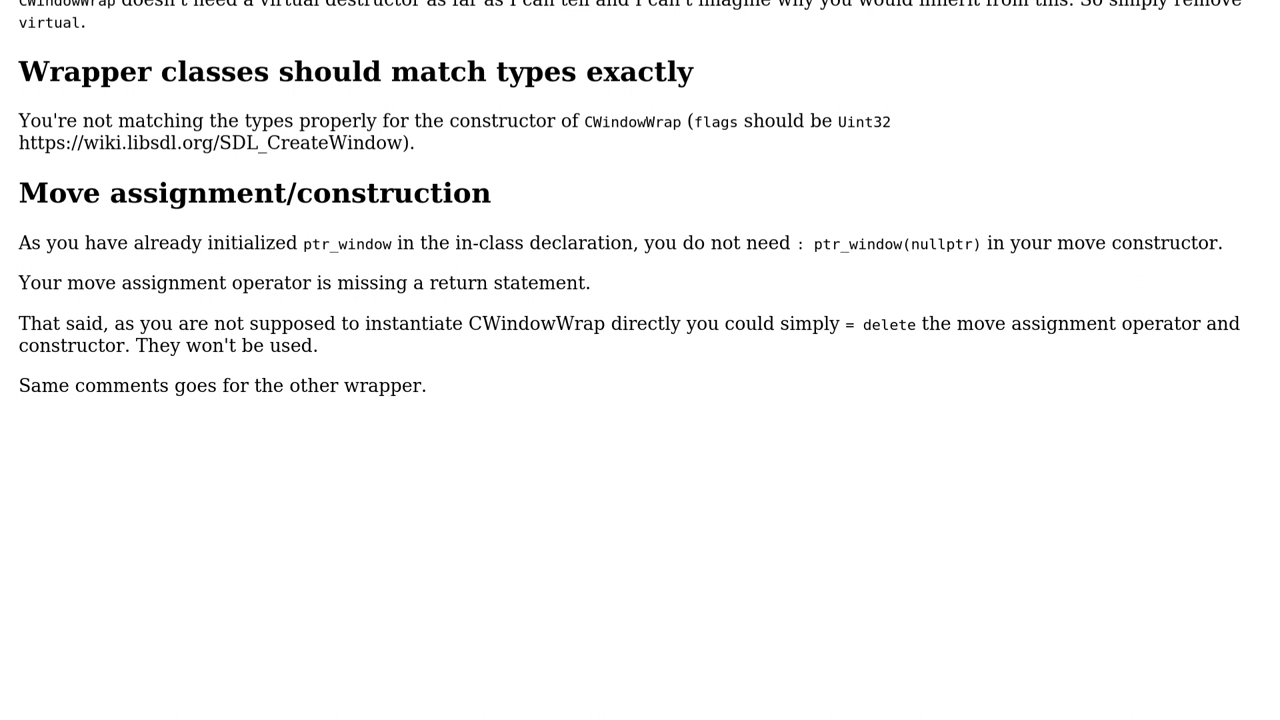 CWindowWrap doesn't need a virtual destructor as far as I can tell and I can't imagine why you would inherit from this. So simply remove
virtual.
Wrapper classes should match types exactly
You're not matching the types properly for the constructor of CWindowWrap (flags should be Uint32
https://wiki.libsdl.org/SDL_CreateWindow).
Move assignment/construction
As you have already initialized ptr_window in the in-class declaration, you do not need : ptr_window(nullptr) in your move constructor.
Your move assignment operator is missing a return statement.
That said, as you are not supposed to instantiate CWindowWrap directly you could simply = delete the move assignment operator and
constructor. They won't be used.
Same comments goes for the other wrapper.